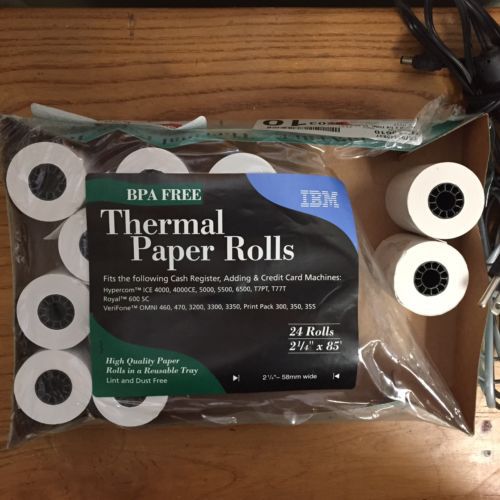 BPA FREE
IBM
Thermal
Paper Rolls
Fits the following Cash Register, Adding & Credit Card Machines:
Hypercom™ ICE 4000, 4000CE, 5000, 5500, 6500, T7PT, T77T
Royal™ 600 SC
VeriFone™ OMNI 460, 470, 3200, 3300, 3350, Print Pack 300, 350, 355
24 Rolls
2¼" x 85'
High Quality Paper
Rolls in a Reusable Tray
Lint and Dust Free
2¼"– 58mm wide